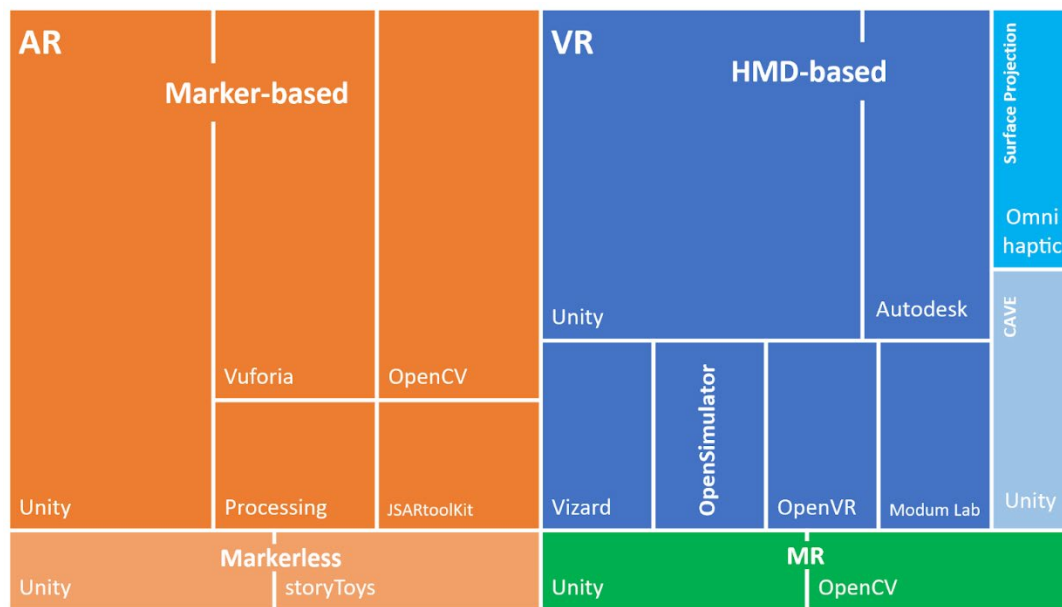 AR
Marker-based
Unity
Vuforia
OpenCV
Processing
JSARtoolKit
Markerless
Unity
storyToys
VR
HMD-based
Unity
Autodesk
Vizard
OpenSimulator
OpenVR
Modum Lab
Surface Projection
Omni
haptic
CAVE
Unity
MR
Unity
OpenCV